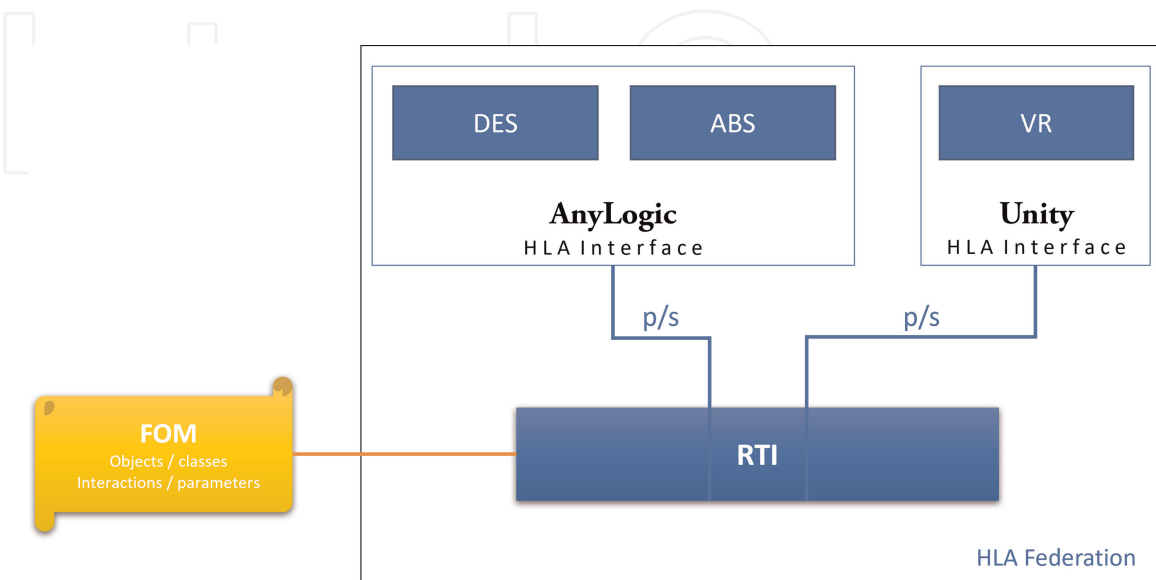 DES
ABS
VR
AnyLogic
HLA Interface
Unity
HLA Interface
p/s
p/s
FOM
Objects / classes
Interactions / parameters
RTI
HLA Federation